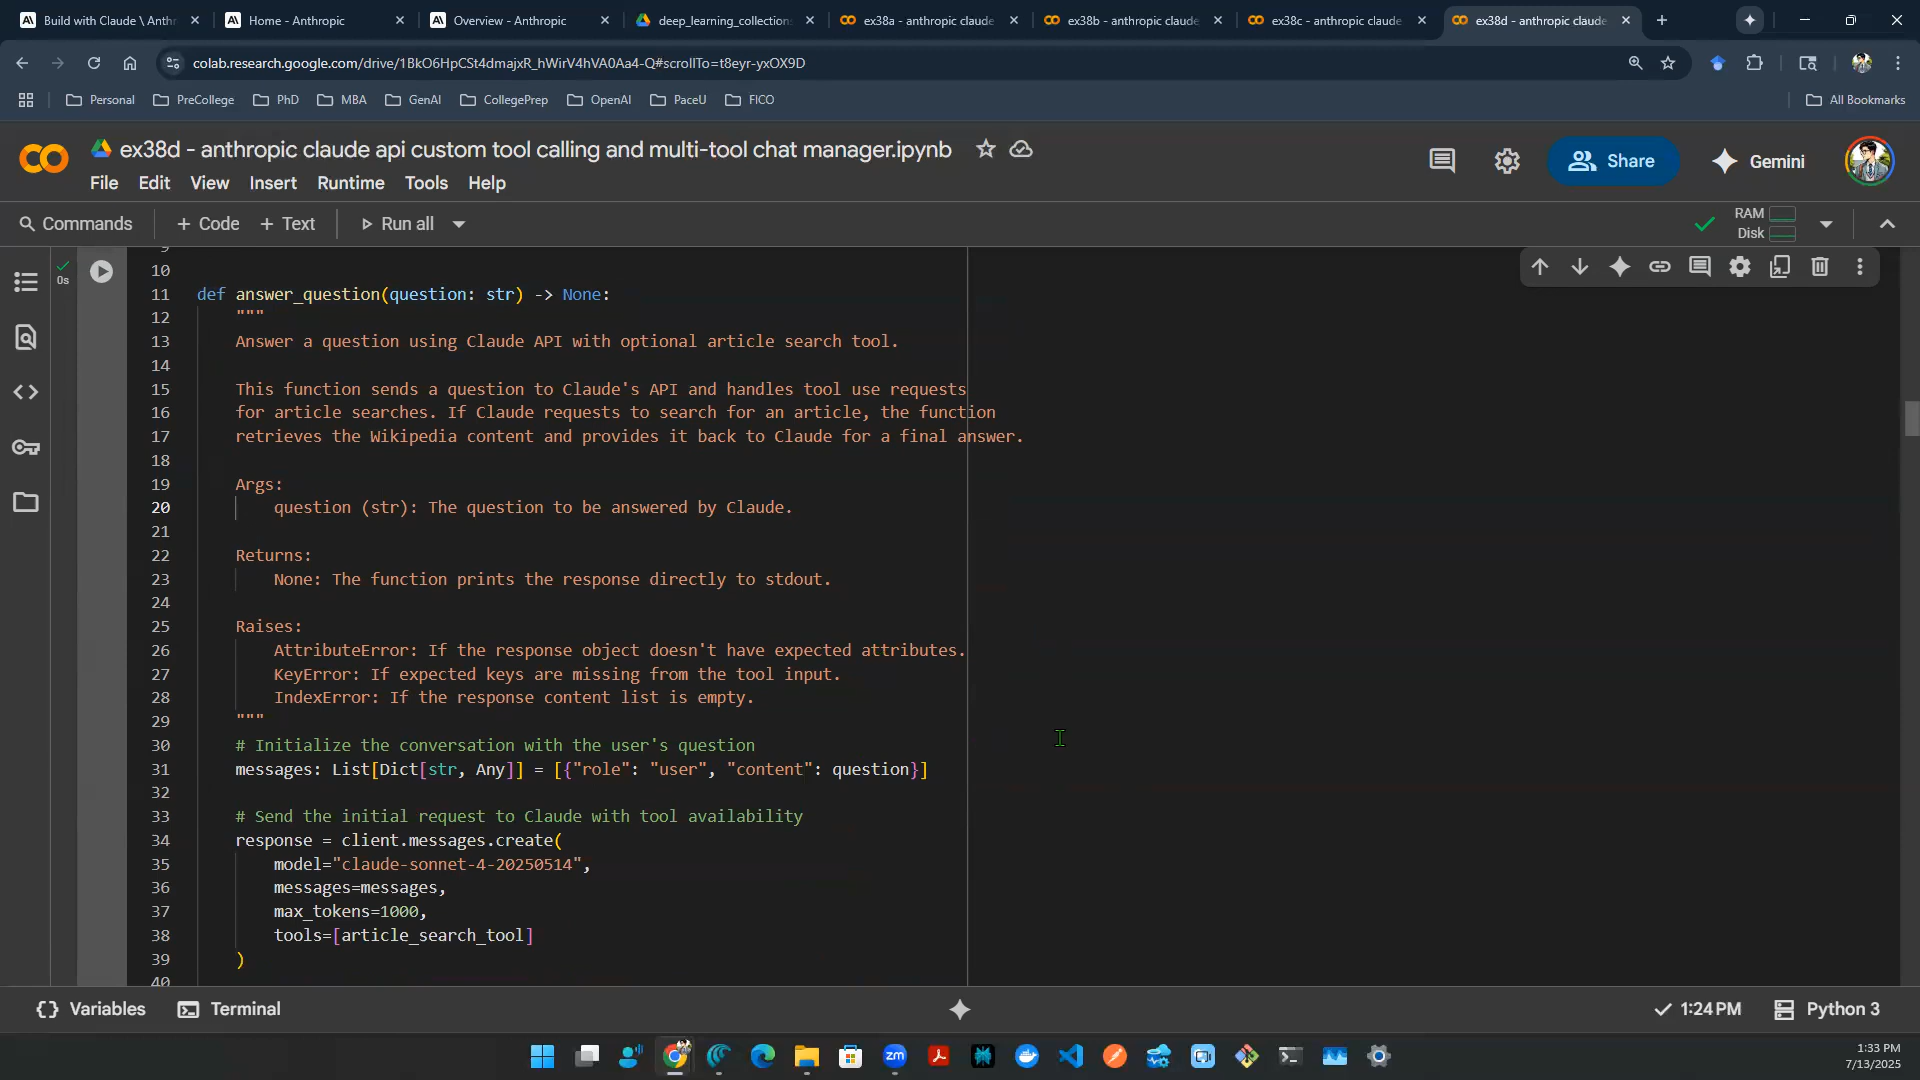 Build with Claude \ Anthr
Home - Anthropic
Overview - Anthropic
deep_learning_collection
ex38a - anthropic claude
ex38b - anthropic claude
ex38c - anthropic claude
ex38d - anthropic claude
colab.research.google.com/drive/1BkO6HpCSt4dmajxR_hWirV4hVA0Aa4-Q#scrollTo=t8eyr-yxOX9D
Personal
PreCollege
PhD
MBA
GenAI
CollegePrep
OpenAI
PaceU
FICO
All Bookmarks
ex38d - anthropic claude api custom tool calling and multi-tool chat manager.ipynb
Share
Gemini
File Edit View Insert Runtime Tools Help
Commands + Code + Text Run all
RAM
Disk
0s
9
10
11 def answer_question(question: str) -> None:
12 """
13 Answer a question using Claude API with optional article search tool.
14
15 This function sends a question to Claude's API and handles tool use requests
16 for article searches. If Claude requests to search for an article, the function
17 retrieves the Wikipedia content and provides it back to Claude for a final answer.
18
19 Args:
20 question (str): The question to be answered by Claude.
21
22 Returns:
23 None: The function prints the response directly to stdout.
24
25 Raises:
26 AttributeError: If the response object doesn't have expected attributes.
27 KeyError: If expected keys are missing from the tool input.
28 IndexError: If the response content list is empty.
29 """
30 # Initialize the conversation with the user's question
31 messages: List[Dict[str, Any]] = [{"role": "user", "content": question}]
32
33 # Send the initial request to Claude with tool availability
34 response = client.messages.create(
35 model="claude-sonnet-4-20250514",
36 messages=messages,
37 max_tokens=1000,
38 tools=[article_search_tool]
39 )
40
Variables
Terminal
1:24 PM
Python 3
zm
1:33 PM
7/13/2025